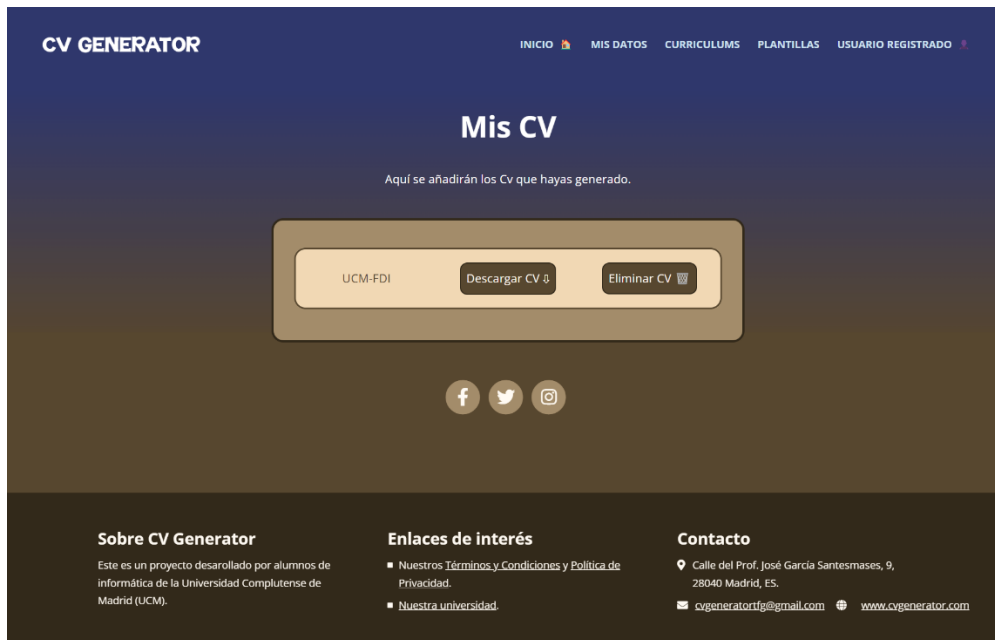 CV GENERATOR
INICIO MIS DATOS CURRICULUMS PLANTILLAS USUARIO REGISTRADO
Mis CV
Aquí se añadirán los Cv que hayas generado.
UCM-FDI Descargar CV ⇩ Eliminar CV
Sobre CV Generator
Este es un proyecto desarollado por alumnos de
informática de la Universidad Complutense de
Madrid (UCM).
Enlaces de interés
Nuestros Términos y Condiciones y Política de
Privacidad.
Nuestra universidad.
Contacto
Calle del Prof. José García Santesmases, 9,
28040 Madrid, ES.
cvgeneratortfg@gmail.com www.cvgenerator.com